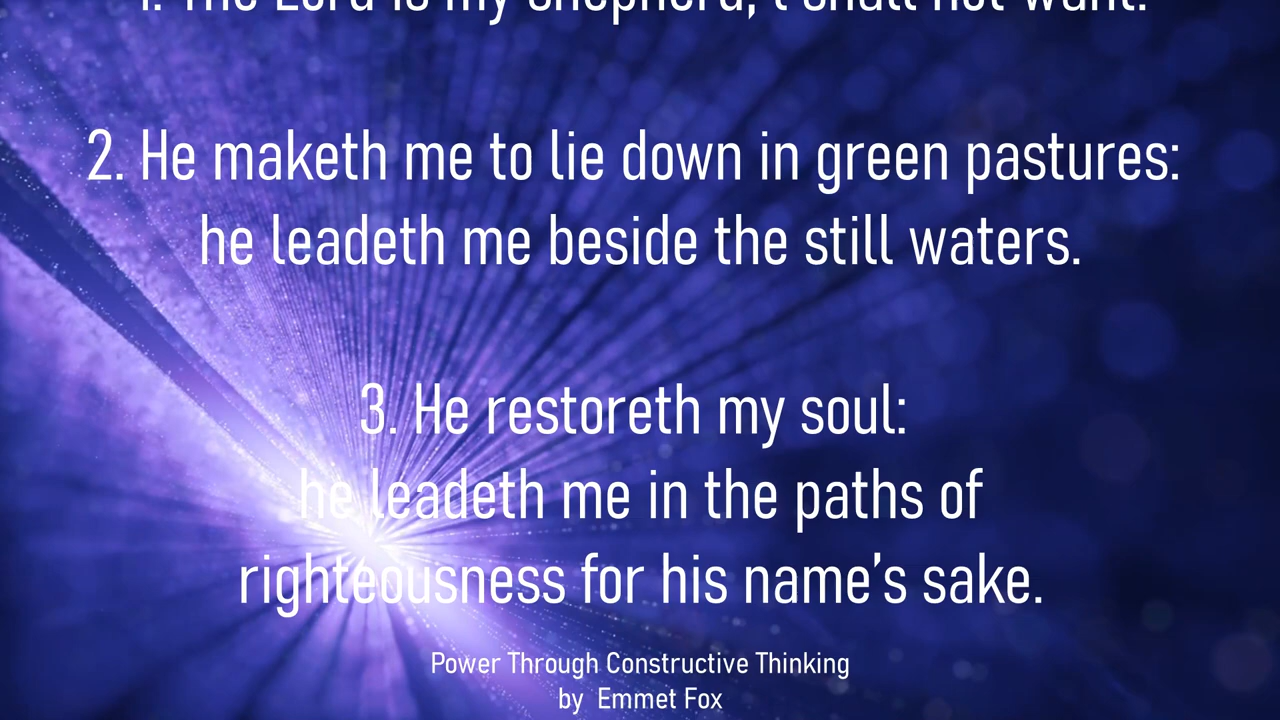 1. The Lord is my shepherd; I shall not want.
2. He maketh me to lie down in green pastures:
he leadeth me beside the still waters.
3. He restoreth my soul:
he leadeth me in the paths of
righteousness for his name’s sake.
Power Through Constructive Thinking
by Emmet Fox